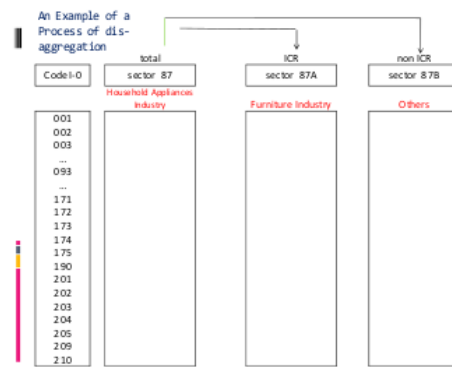 An Example of a
Process of dis-
aggregation
total
ICR
non ICR
Code I-O
sector 87
sector 87A
sector 87B
Household Appliances
Industry
Furniture Industry
Others
001
002
003
...
093
...
171
172
173
174
175
190
201
202
203
204
205
209
210